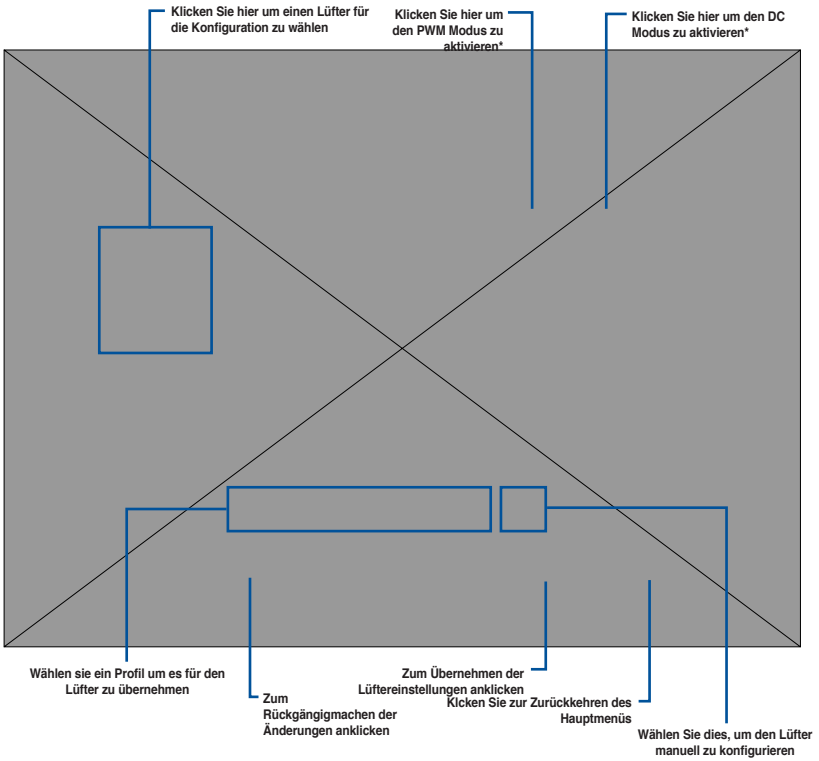 Klicken Sie hier um einen Lüfter für
die Konfiguration zu wählen
Klicken Sie hier um
den PWM Modus zu
aktivieren*
Klicken Sie hier um den DC
Modus zu aktivieren*
Wählen sie ein Profil um es für den
Lüfter zu übernehmen
Zum
Rückgängigmachen der
Änderungen anklicken
Zum Übernehmen der
Lüftereinstellungen anklicken
Klcken Sie zur Zurückkehren des
Hauptmenüs
Wählen Sie dies, um den Lüfter
manuell zu konfigurieren